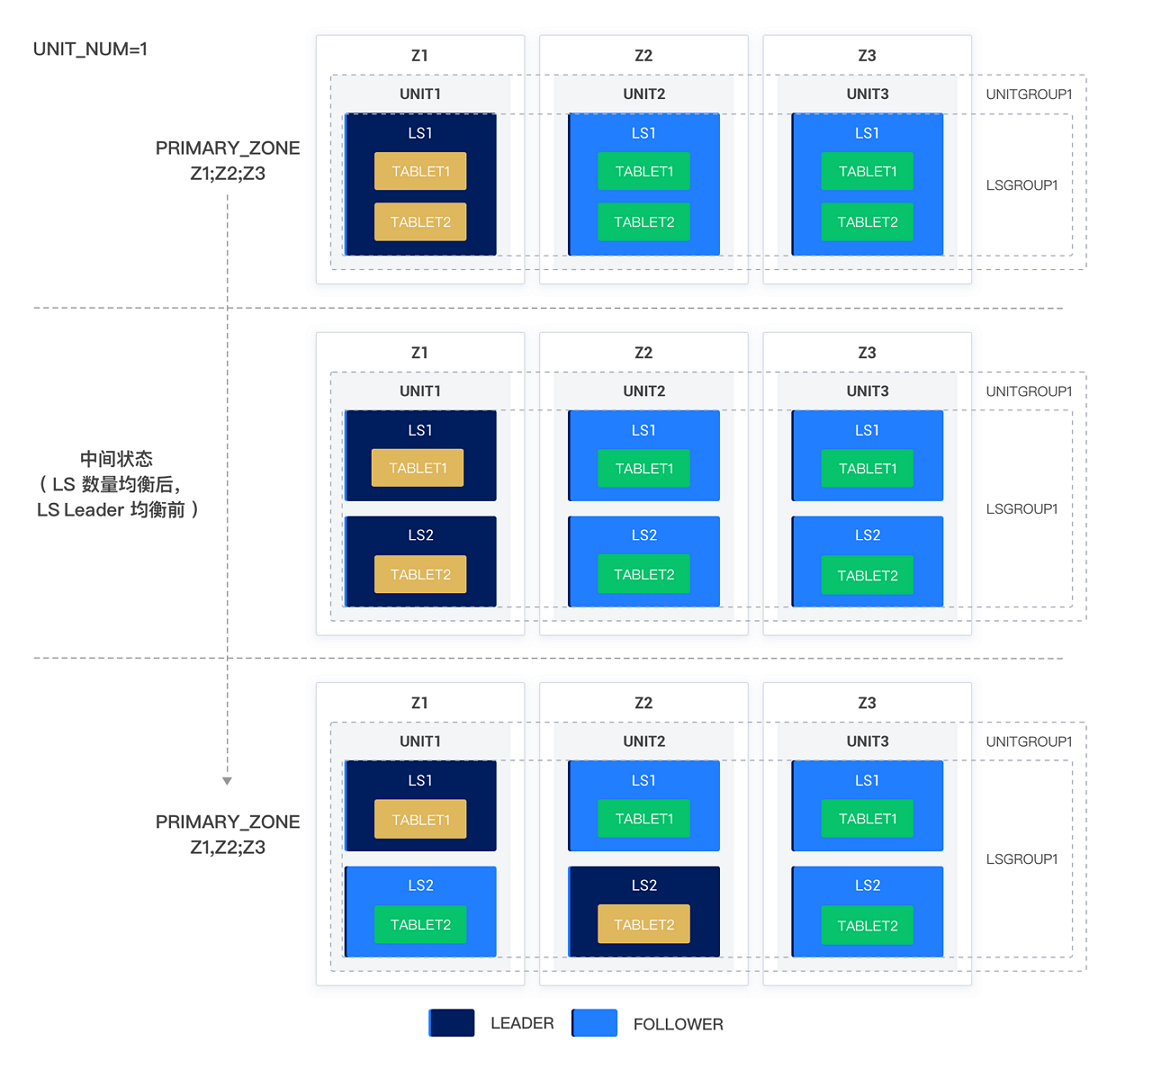 UNIT_NUM=1
PRIMARY_ZONE
Z1;Z2;Z3
Z1
Z2
Z3
UNIT1
UNIT2
UNIT3
UNITGROUP1
LS1
LS1
LS1
TABLET1
TABLET1
TABLET1
LSGROUP1
TABLET2
TABLET2
TABLET2
中间状态
（ LS 数量均衡后，
LS Leader 均衡前 ）
Z1
Z2
Z3
UNIT1
UNIT2
UNIT3
UNITGROUP1
LS1
LS1
LS1
TABLET1
TABLET1
TABLET1
LSGROUP1
LS2
LS2
LS2
TABLET2
TABLET2
TABLET2
PRIMARY_ZONE
Z1,Z2;Z3
Z1
Z2
Z3
UNIT1
UNIT2
UNIT3
UNITGROUP1
LS1
LS1
LS1
TABLET1
TABLET1
TABLET1
LSGROUP1
LS2
LS2
LS2
TABLET2
TABLET2
TABLET2
LEADER
FOLLOWER